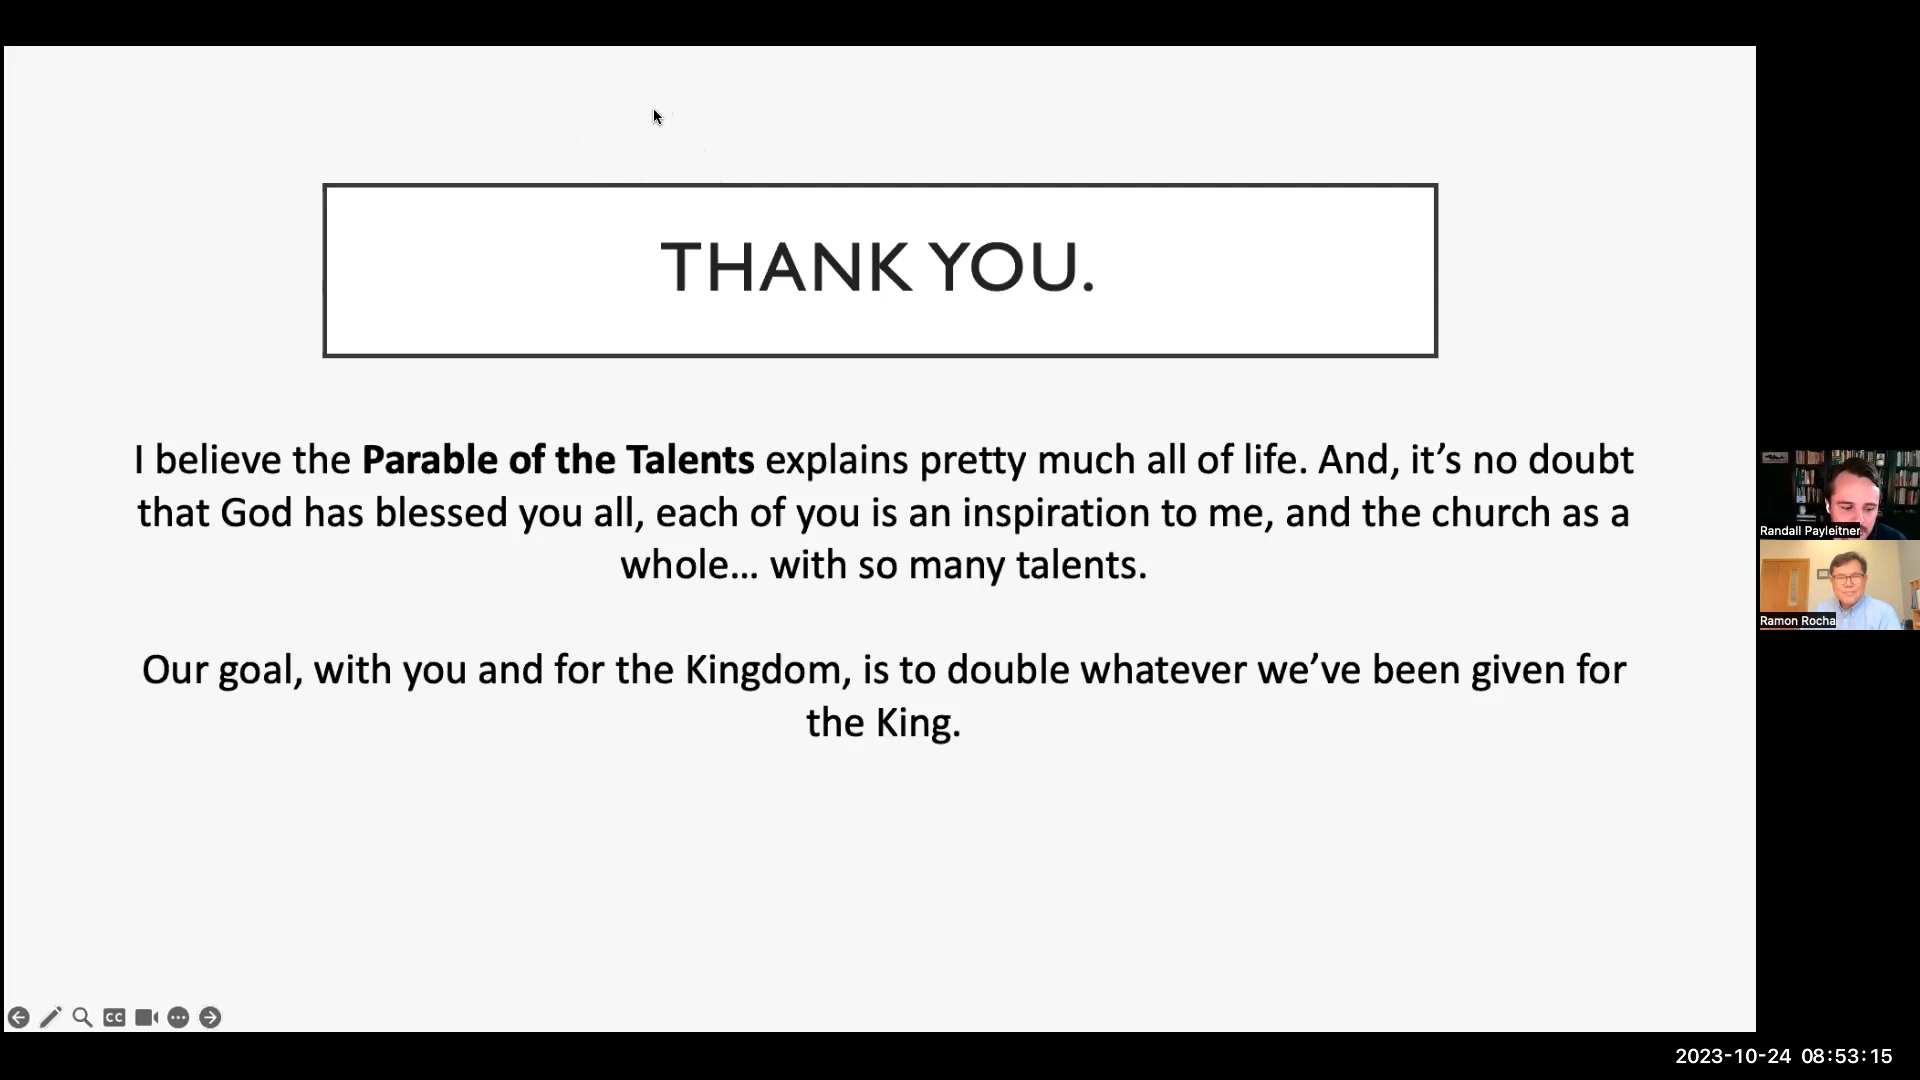 THANK YOU.
I believe the Parable of the Talents explains pretty much all of life. And, it’s no doubt
that God has blessed you all, each of you is an inspiration to me, and the church as a
whole... with so many talents.
Our goal, with you and for the Kingdom, is to double whatever we’ve been given for
the King.
Randall Payleitner
Ramon Rocha
CC
2023-10-24 08:53:15